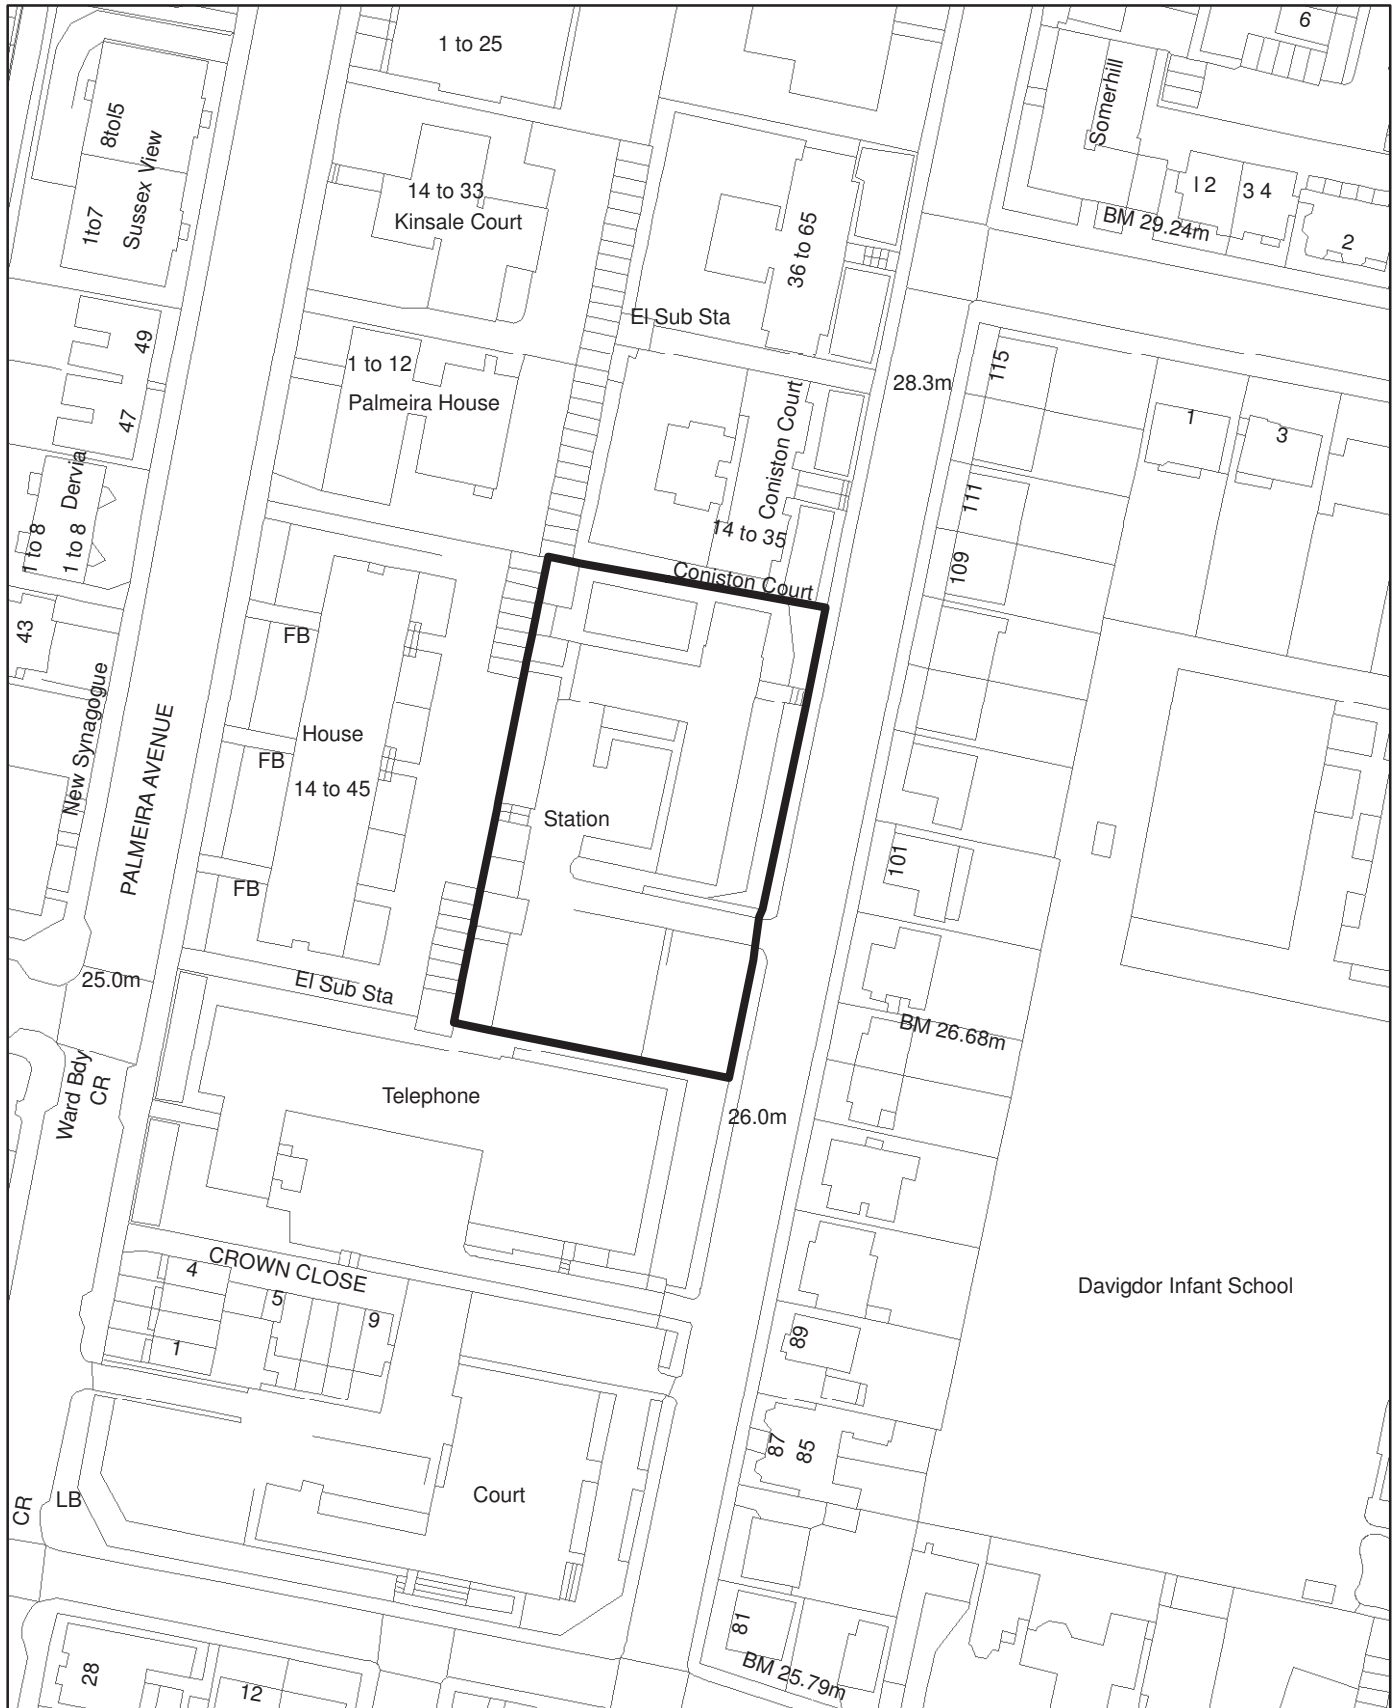 1 to 25
6
8to15
Sussex View
1to7
14 to 33
Kinsale Court
36 to 65
Somerhill
1 2
3 4
BM 29.24m
2
El Sub Sta
49
47
1 to 12
Palmeira House
Coniston Court
28.3m
115
1
3
111
109
Dervia
1 to 8
1 to 8
14 to 35
Coniston Court
43
FB
New Synagogue
PALMEIRA AVENUE
House
FB
14 to 45
Station
FB
101
25.0m
El Sub Sta
BM 26.68m
Ward Bdy
CR
Telephone
26.0m
CROWN CLOSE
4
5
9
1
Davigdor Infant School
89
87
85
CR
LB
Court
81
BM 25.79m
28
12